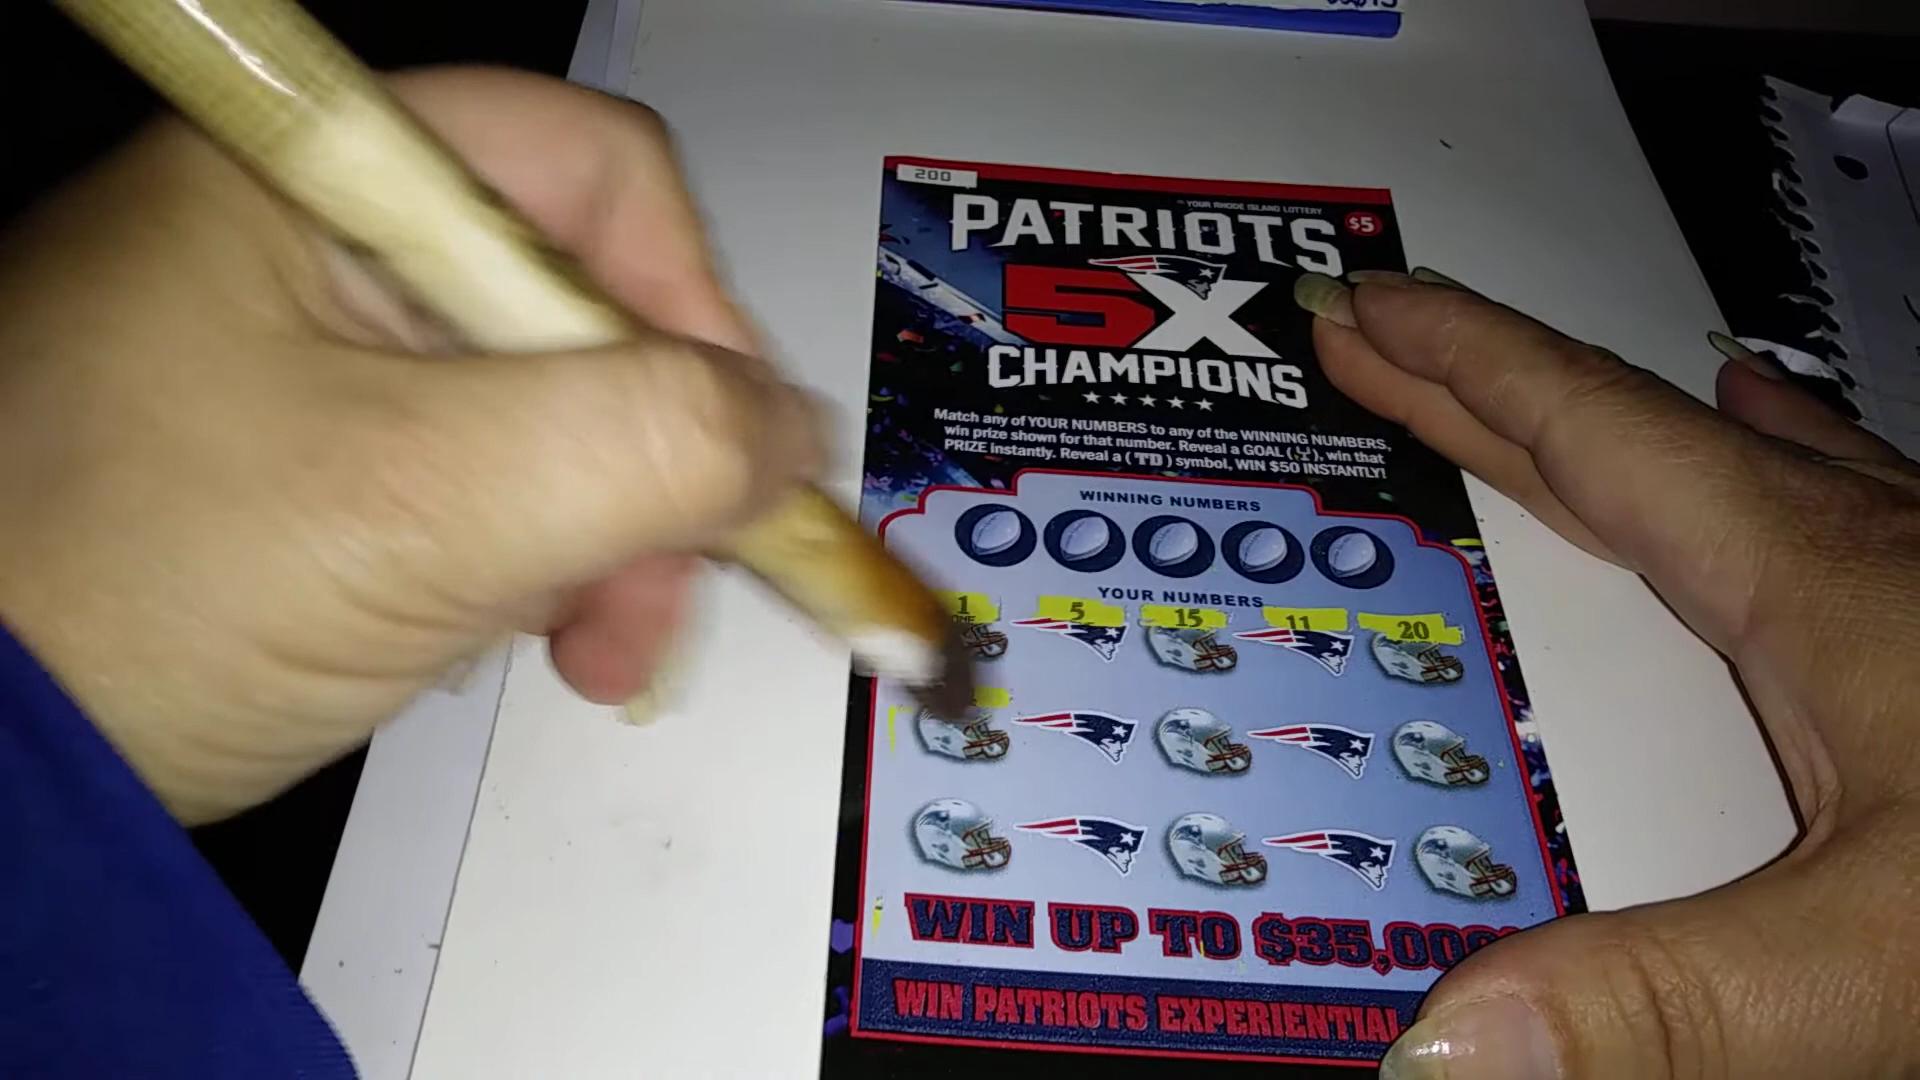 200
YOUR RHODE ISLAND LOTTERY
PATRIOTS
$5
5X
CHAMPIONS
Match any of YOUR NUMBERS to any of the WINNING NUMBERS,
win prize shown for that number. Reveal a GOAL ( ), win that
PRIZE instantly. Reveal a (TD) symbol, WIN $50 INSTANTLY!
WINNING NUMBERS
YOUR NUMBERS
1 5 15 11 20
ONE
WIN UP TO $35,000
WIN PATRIOTS EXPERIENTIAL